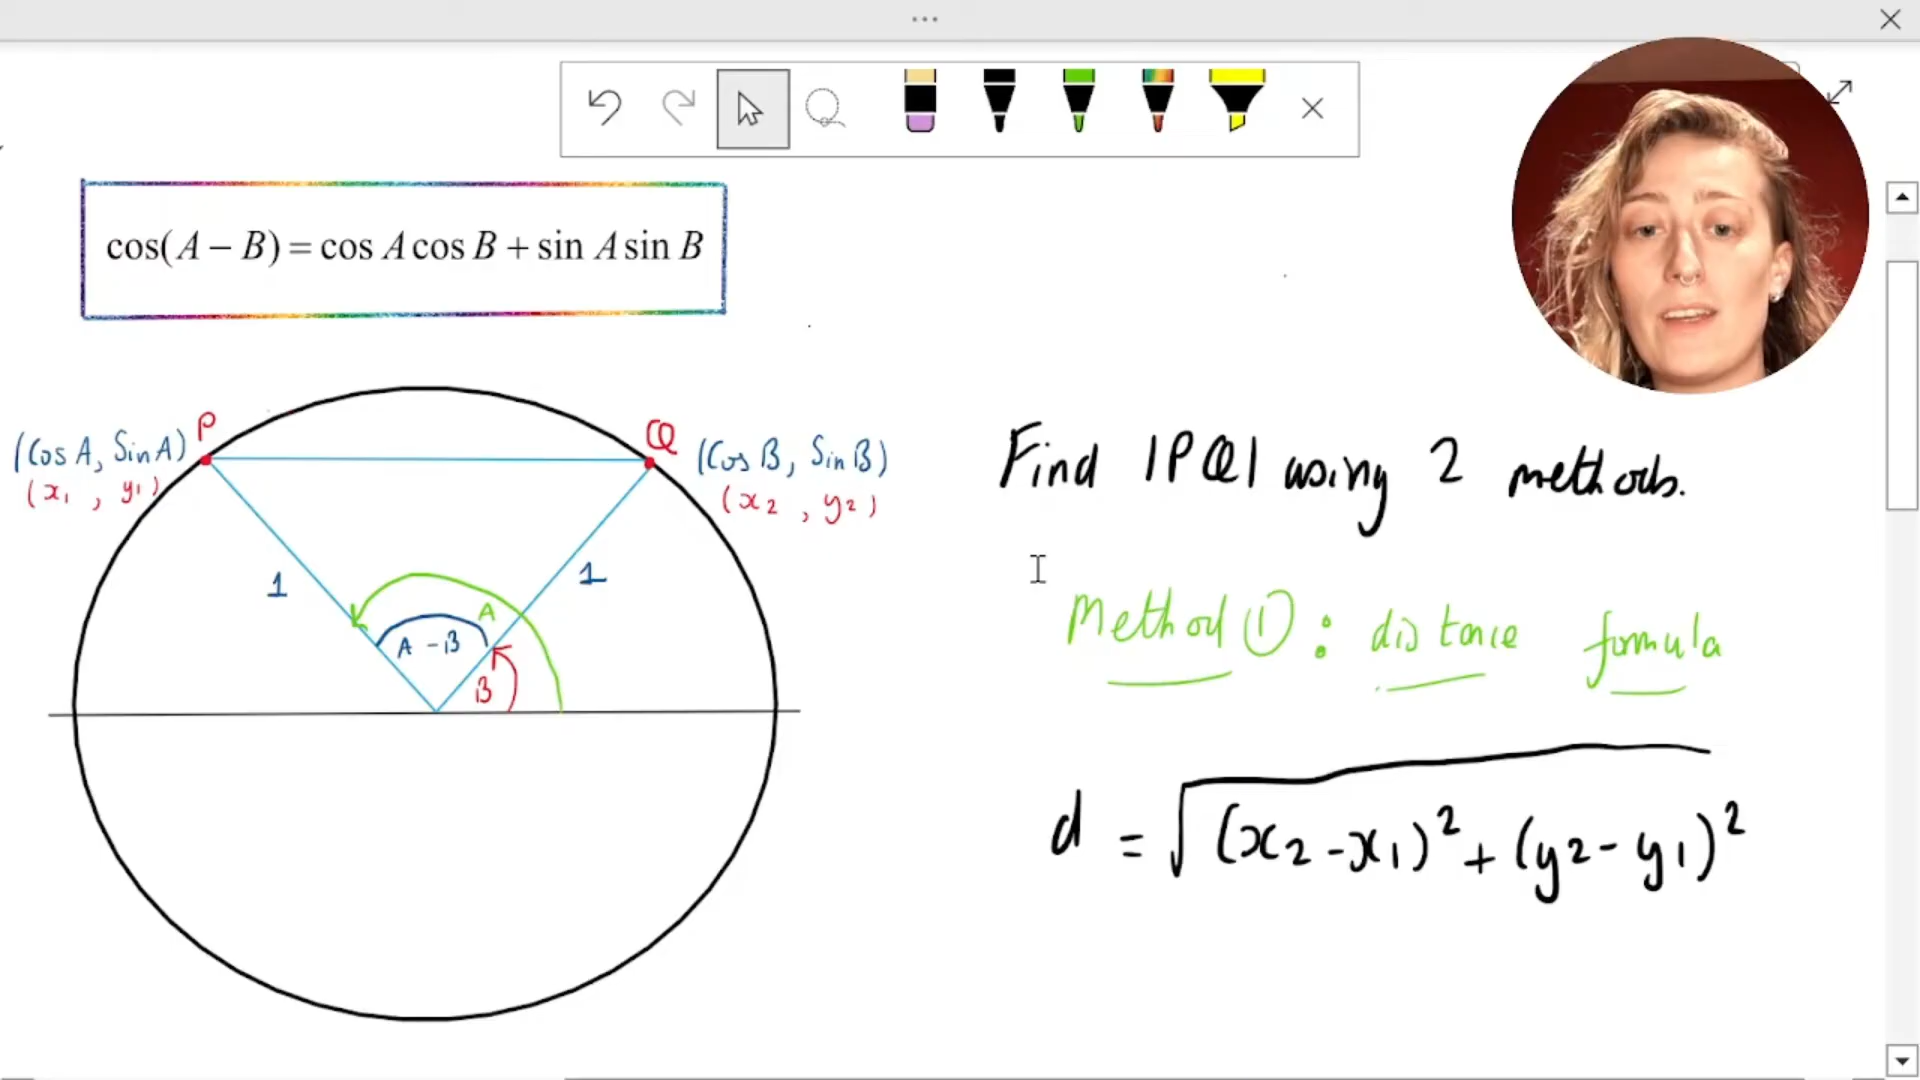 cos(A − B) = cos A cos B + sin A sin B
P
(Cos A, Sin A)
(x₁, y₁)
Q
(Cos B, Sin B)
(x₂, y₂)
Find |PQ| using 2 methods.
1
1
A
A - B
B
Method ①: distance formula
d = √(x₂-x₁)² + (y₂-y₁)²